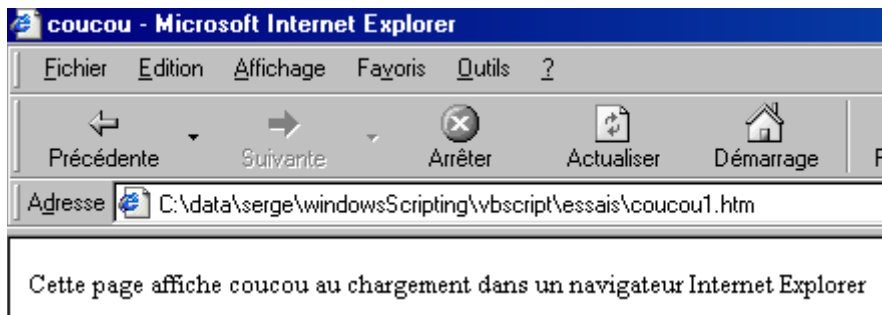 coucou - Microsoft Internet Explorer
Fichier Edition Affichage Favoris Outils ?
Précédente Suivante Arrêter Actualiser Démarrage
Adresse C:\data\serge\windowsScripting\vbscript\essais\coucou1.htm
Cette page affiche coucou au chargement dans un navigateur Internet Explorer